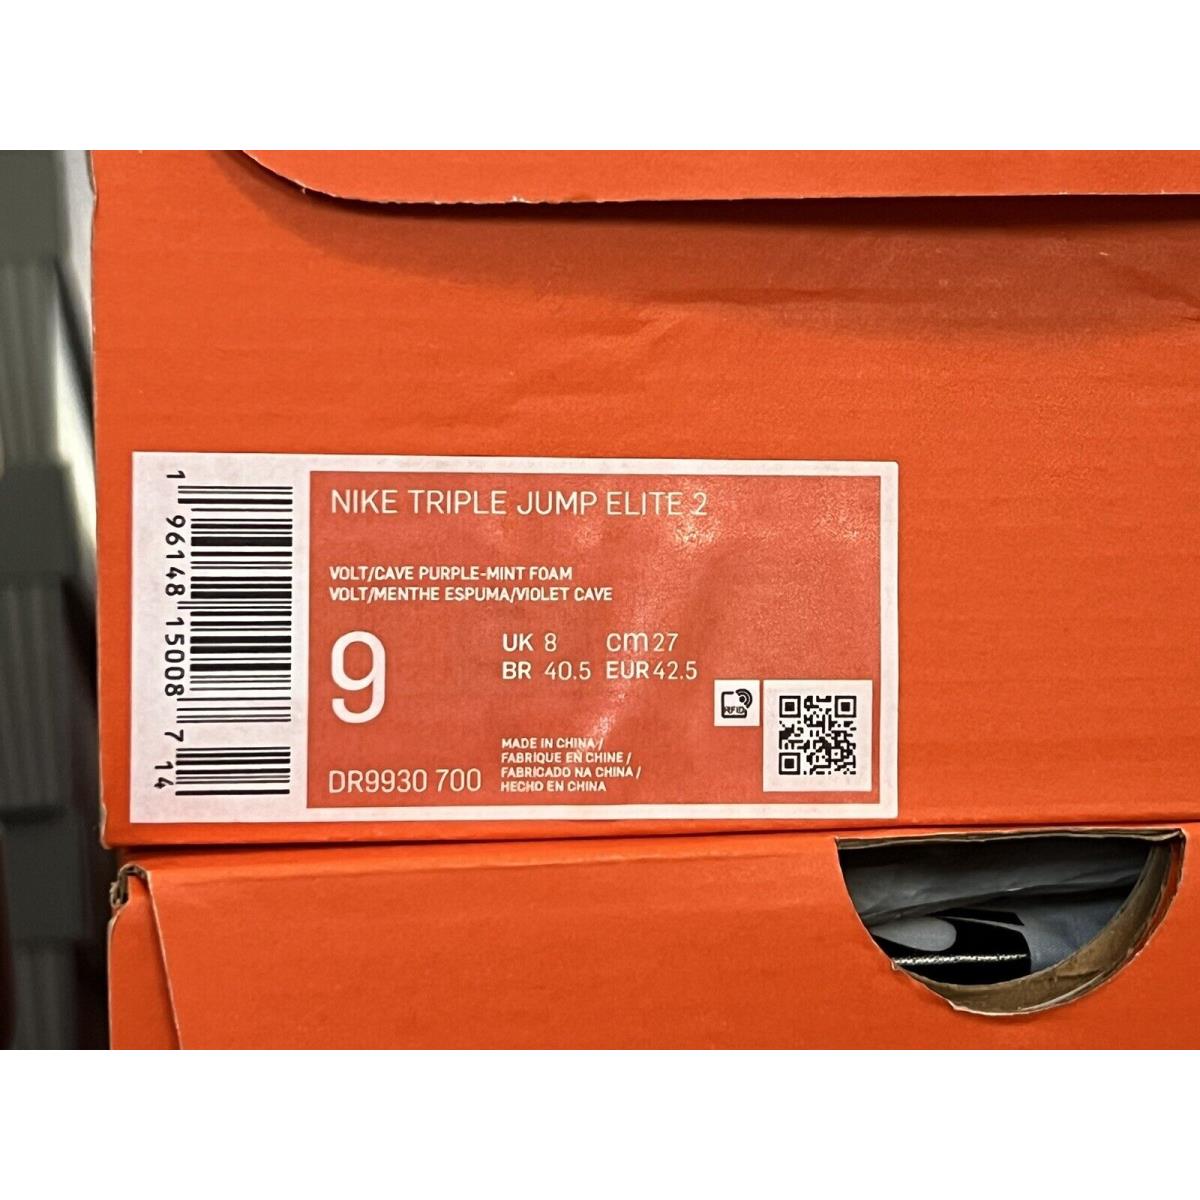 NIKE TRIPLE JUMP ELITE 2
VOLT/CAVE PURPLE-MINT FOAM
VOLT/MENTHE ESPUMA/VIOLET CAVE
9
UK 8 cm 27
BR 40.5 EUR 42.5
RFID
MADE IN CHINA /
FABRIQUE EN CHINE /
FABRICADO NA CHINA /
HECHO EN CHINA
DR9930 700
1 96148 15008 7 14